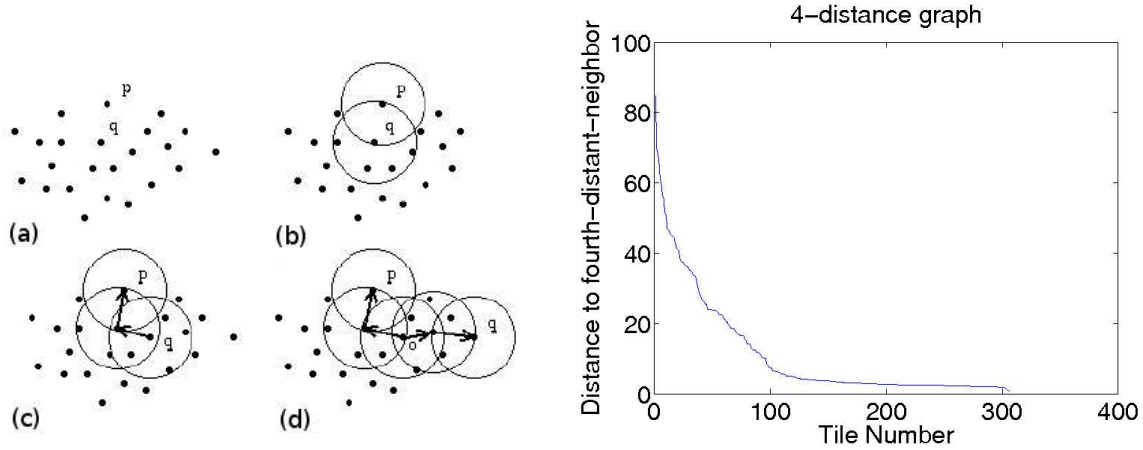 p
q
(a)
P
q
(b)
p
q
(c)
p
o
q
(d)
4-distance graph
Distance to fourth-distant-neighbor
100
80
60
40
20
0
0 100 200 300 400
Tile Number